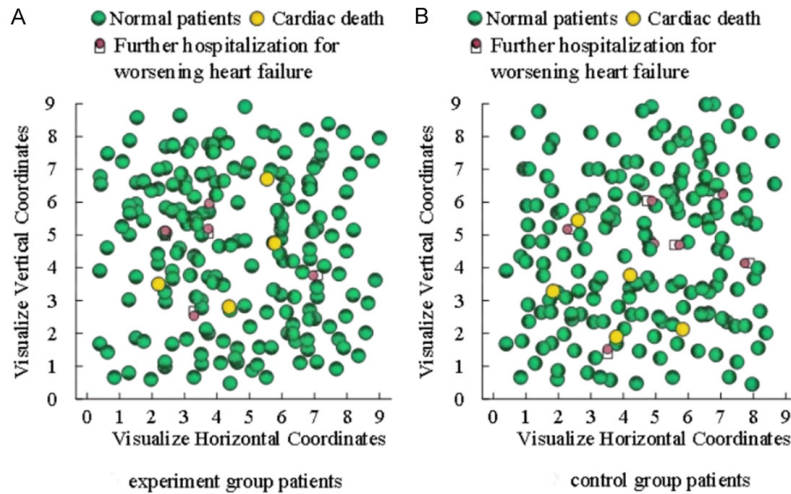 A
Normal patients
Cardiac death
Further hospitalization for
worsening heart failure
9
8
7
6
5
4
3
2
1
0
Visualize Vertical Coordinates
0 1 2 3 4 5 6 7 8 9
Visualize Horizontal Coordinates
experiment group patients
B
Normal patients
Cardiac death
Further hospitalization for
worsening heart failure
9
8
7
6
5
4
3
2
1
0
Visualize Vertical Coordinates
0 1 2 3 4 5 6 7 8 9
Visualize Horizontal Coordinates
control group patients